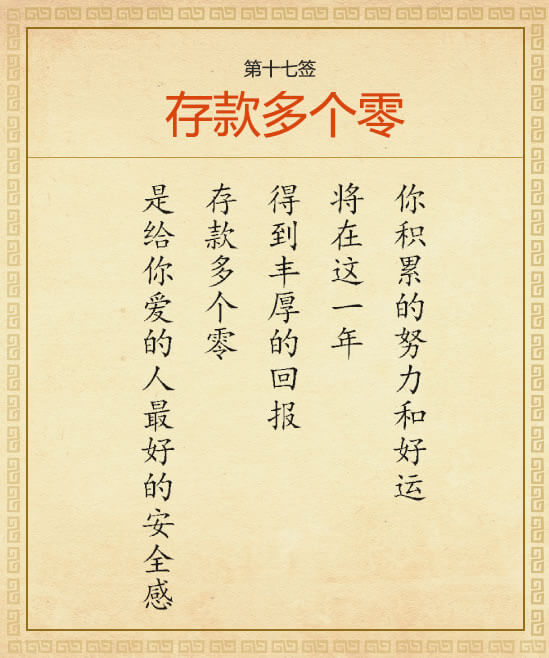 第十七签
存款多个零
你积累的努力和好运
将在这一年
得到丰厚的回报
存款多个零
是给你爱的人最好的安全感